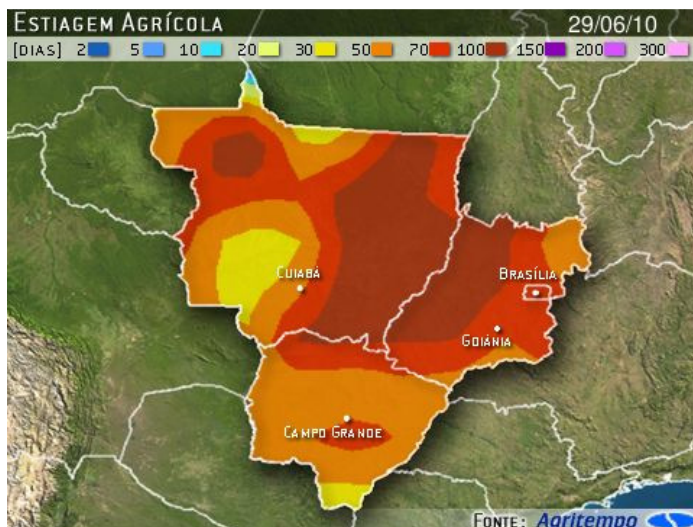 ESTIAGEM AGRÍCOLA 29/06/10
[DIAS] 2 5 10 20 30 50 70 100 150 200 300
CUIABÁ
BRASÍLIA
GOIÂNIA
CAMPO GRANDE
FONTE: Agritempo